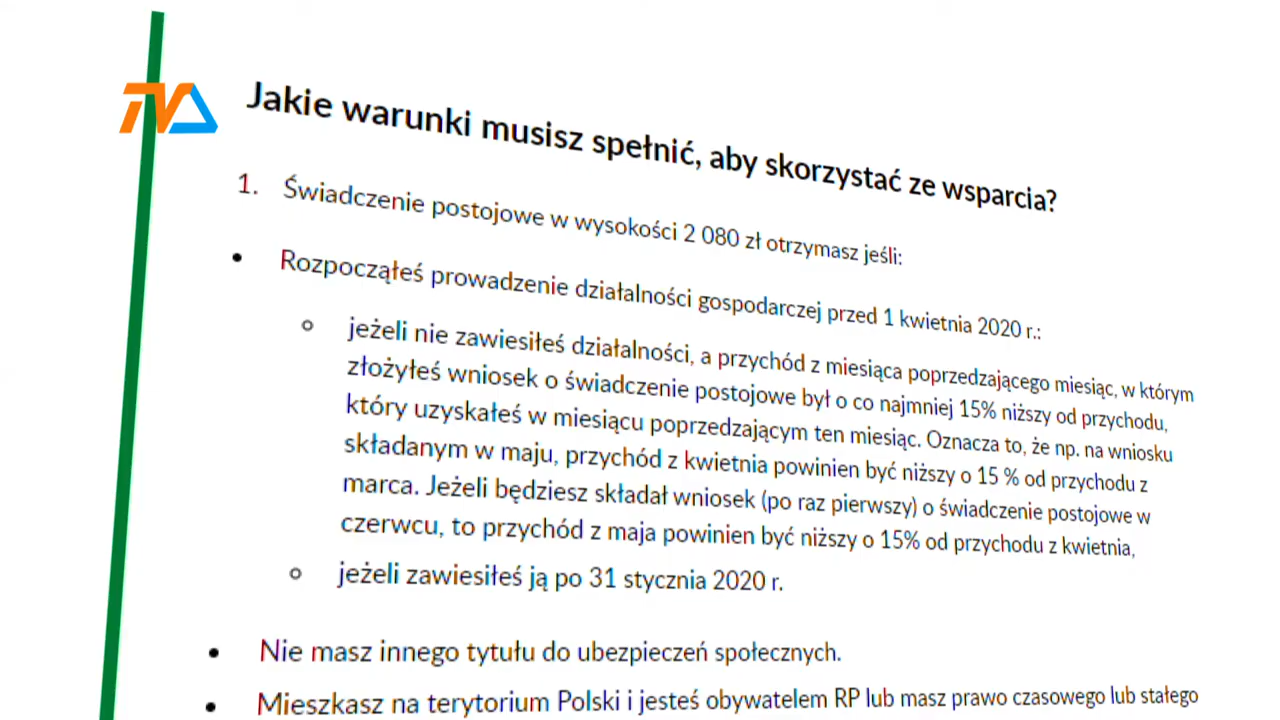 TVA
Jakie warunki musisz spełnić, aby skorzystać ze wsparcia?
1. Świadczenie postojowe w wysokości 2 080 zł otrzymasz jeśli:
• Rozpocząłeś prowadzenie działalności gospodarczej przed 1 kwietnia 2020 r.:
o jeżeli nie zawiesiłeś działalności, a przychód z miesiąca poprzedzającego miesiąc, w którym
złożyłeś wniosek o świadczenie postojowe był o co najmniej 15% niższy od przychodu,
który uzyskałeś w miesiącu poprzedzającym ten miesiąc. Oznacza to, że np. na wniosku
składanym w maju, przychód z kwietnia powinien być niższy o 15 % od przychodu z
marca. Jeżeli będziesz składał wniosek (po raz pierwszy) o świadczenie postojowe w
czerwcu, to przychód z maja powinien być niższy o 15% od przychodu z kwietnia,
o jeżeli zawiesiłeś ją po 31 stycznia 2020 r.
• Nie masz innego tytułu do ubezpieczeń społecznych.
• Mieszkasz na terytorium Polski i jesteś obywatelem RP lub masz prawo czasowego lub stałego